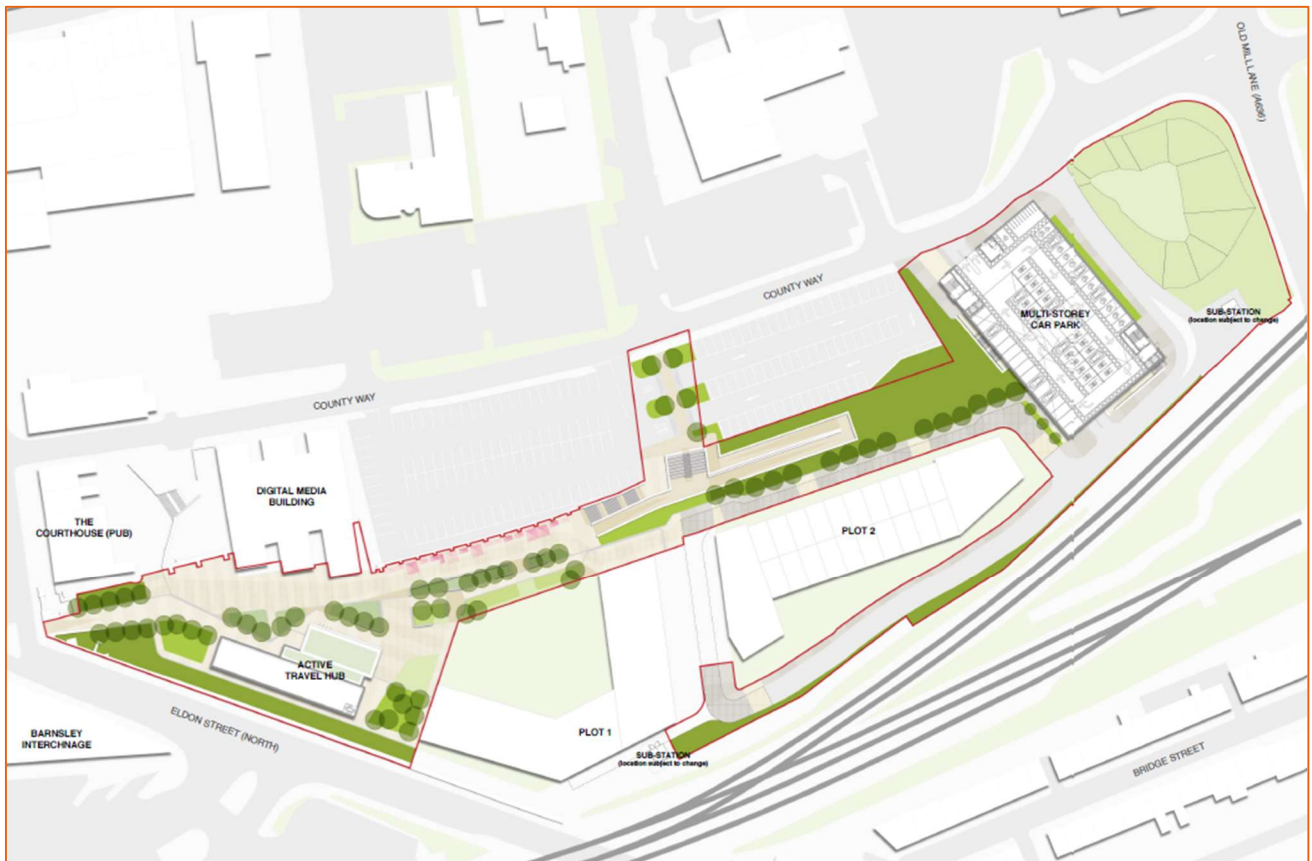 OLD MILL LANE (A636)
COUNTY WAY
MULTI-STOREY
CAR PARK
SUB-STATION
(location subject to change)
COUNTY WAY
DIGITAL MEDIA
BUILDING
THE
COURTHOUSE (PUB)
PLOT 2
ACTIVE
TRAVEL HUB
ELDON STREET (NORTH)
BARNSLEY
INTERCHNAGE
PLOT 1
SUB-STATION
(location subject to change)
BRIDGE STREET